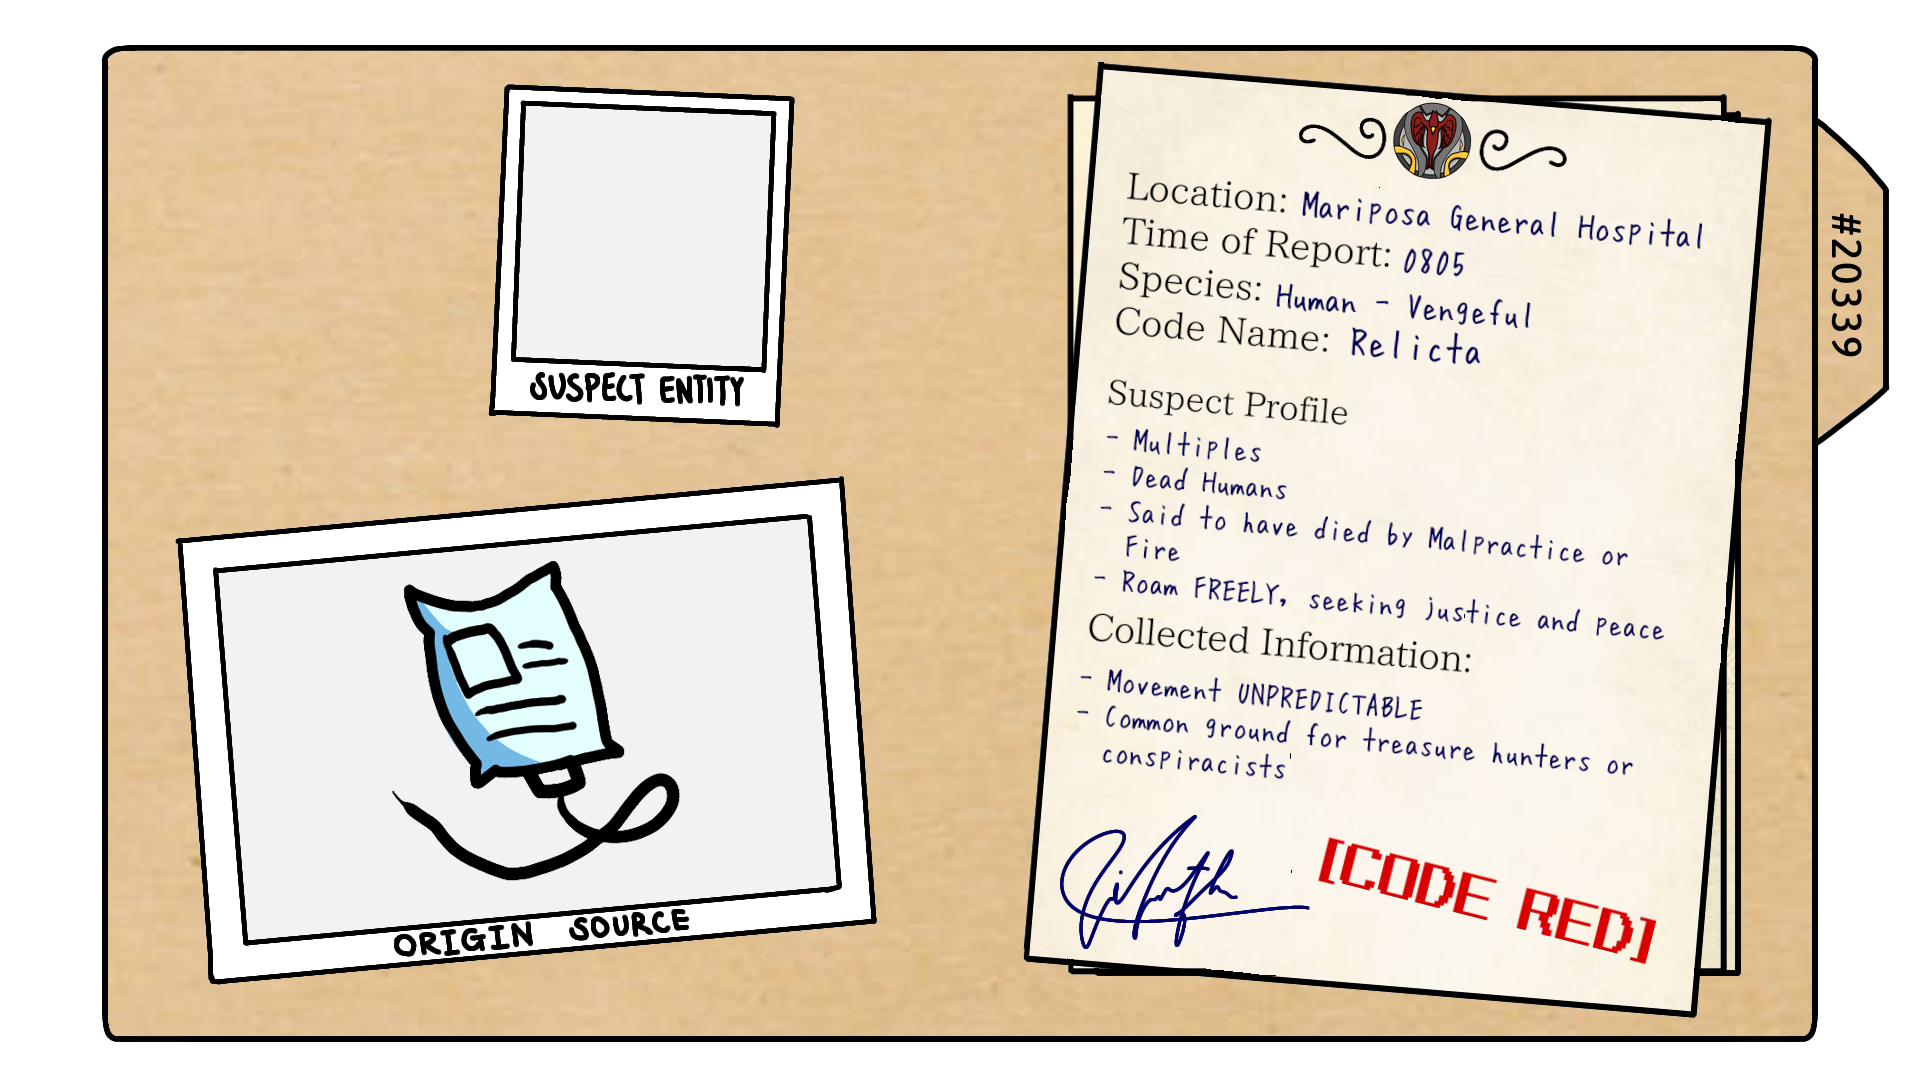 SUSPECT ENTITY
ORIGIN SOURCE
Location: Mariposa General Hospital
Time of Report: 0805
Species: Human - Vengeful
Code Name: Relicta
Suspect Profile
- Multiples
- Dead Humans
- Said to have died by Malpractice or
Fire
- Roam FREELY, seeking justice and peace
Collected Information:
- Movement UNPREDICTABLE
- Common ground for treasure hunters or
conspiracists
[CODE RED]
#20339